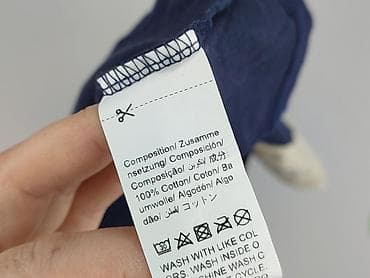 Composition/ Zusamme
nsetzung/ Composición/
Composição/ تكوين/ 成分/
100% Cotton/ Coton/ Ba
umwolle/ Algodón/ Algo
dão/ قطن/ コットン
WASH WITH LIKE COL
ORS. WASH INSIDE O